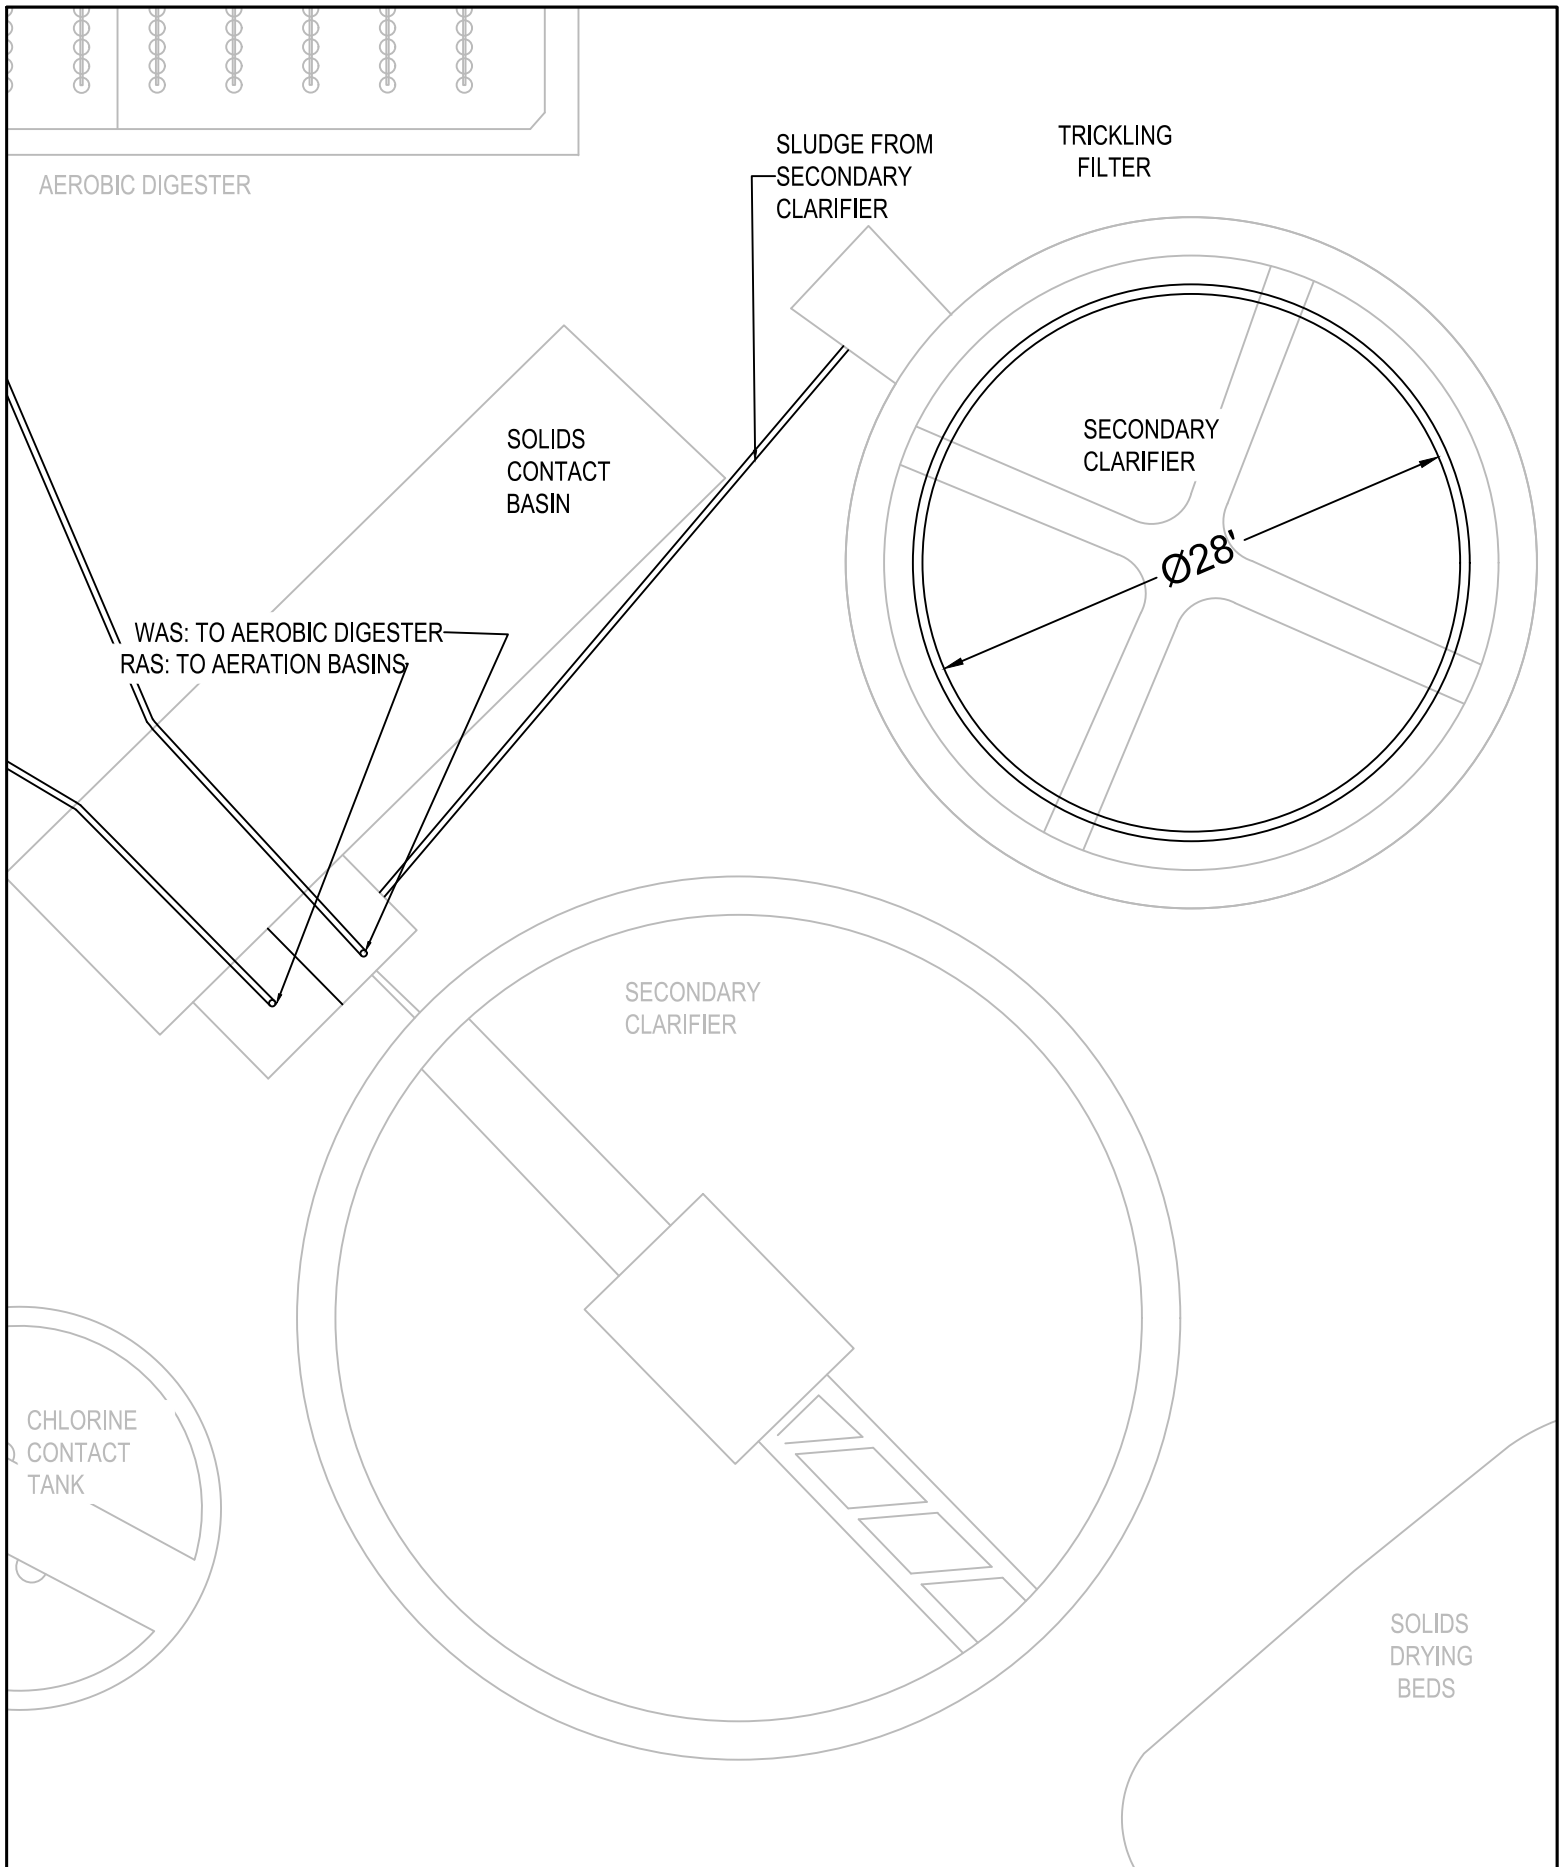 AEROBIC DIGESTER
SLUDGE FROM
SECONDARY
CLARIFIER
TRICKLING
FILTER
SOLIDS
CONTACT
BASIN
SECONDARY
CLARIFIER
Ø28'
WAS: TO AEROBIC DIGESTER
RAS: TO AERATION BASINS
SECONDARY
CLARIFIER
CHLORINE
CONTACT
TANK
SOLIDS
DRYING
BEDS